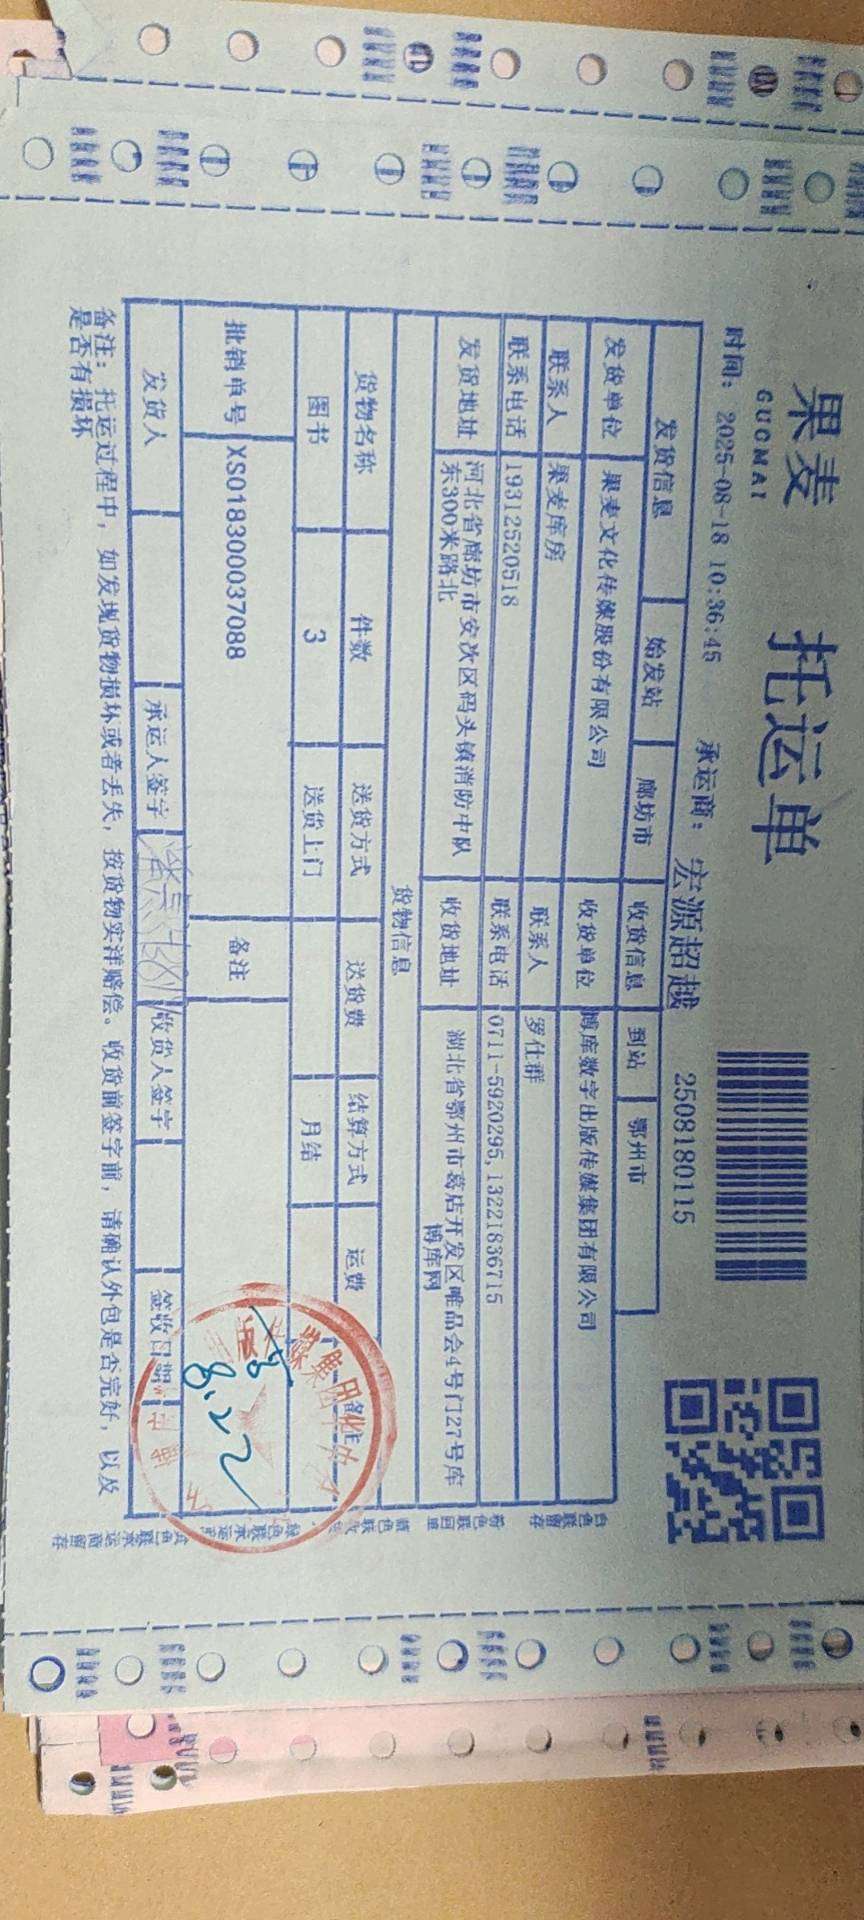 果麦
GUOMAI
托运单
时间: 2025-08-18 10:36:45 承运商: 宏源超越 2508180115
发货信息 始发站 廊坊市 收货信息 到站 鄂州市
发货单位 果麦文化传媒股份有限公司 收货单位 博库数字出版传媒集团有限公司
联系人 果麦库房 联系人 罗仕群
联系电话 19312520518 联系电话 0711-5920295,13221836715
发货地址 河北省廊坊市安次区码头镇消防中队东300米路北 收货地址 湖北省鄂州市葛店开发区唯品会4号门27号库博库网
货物信息
货物名称 件数 送货方式 送货费 结算方式 运费 备注
图书 3 送货上门 月结
批销单号 XS018300037088 备注
8.22
发货人 承运人签字 收货人签字 签收日期
备注: 托运过程中, 如发现货物损坏或者丢失, 按货物实洋赔偿。收货前签字前, 请确认外包是否完好, 以及
是否有损坏